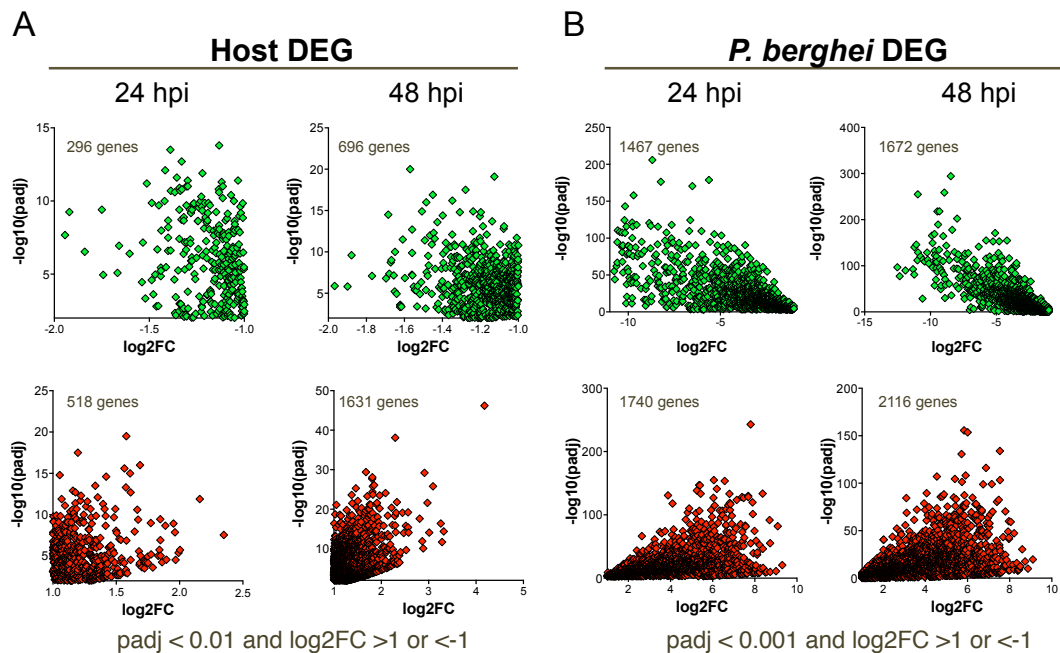 A
Host DEG
24 hpi
48 hpi
B
P. berghei DEG
24 hpi
48 hpi
296 genes
-log10(padj)
15
10
5
-2.0
-1.5
-1.0
log2FC
696 genes
-log10(padj)
25
20
15
10
5
-2.0
-1.8
-1.6
-1.4
-1.2
-1.0
log2FC
1467 genes
-log10(padj)
250
200
150
100
50
0
-10
-5
log2FC
1672 genes
-log10(padj)
400
300
200
100
0
-15
-10
-5
log2FC
518 genes
-log10(padj)
25
20
15
10
5
1.0
1.5
2.0
2.5
log2FC
1631 genes
-log10(padj)
50
40
30
20
10
1
2
3
4
5
log2FC
1740 genes
-log10(padj)
300
200
100
0
2
4
6
8
10
log2FC
2116 genes
-log10(padj)
200
150
100
50
0
2
4
6
8
10
log2FC
padj < 0.01 and log2FC >1 or <-1
padj < 0.001 and log2FC >1 or <-1